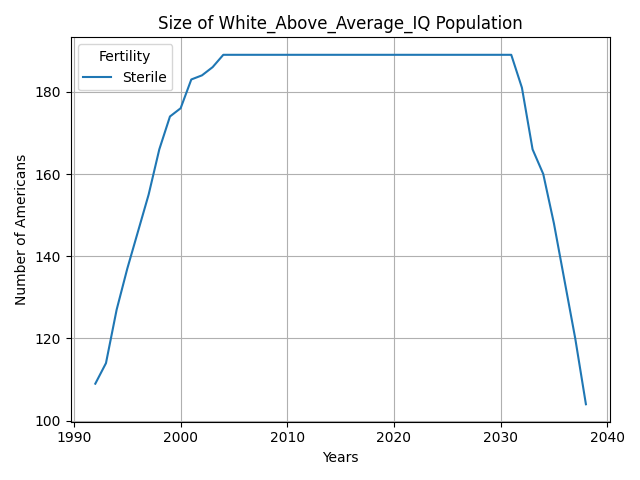 Size of White_Above_Average_IQ Population
Fertility
Sterile
Number of Americans
180
160
140
120
100
1990
2000
2010
2020
2030
2040
Years